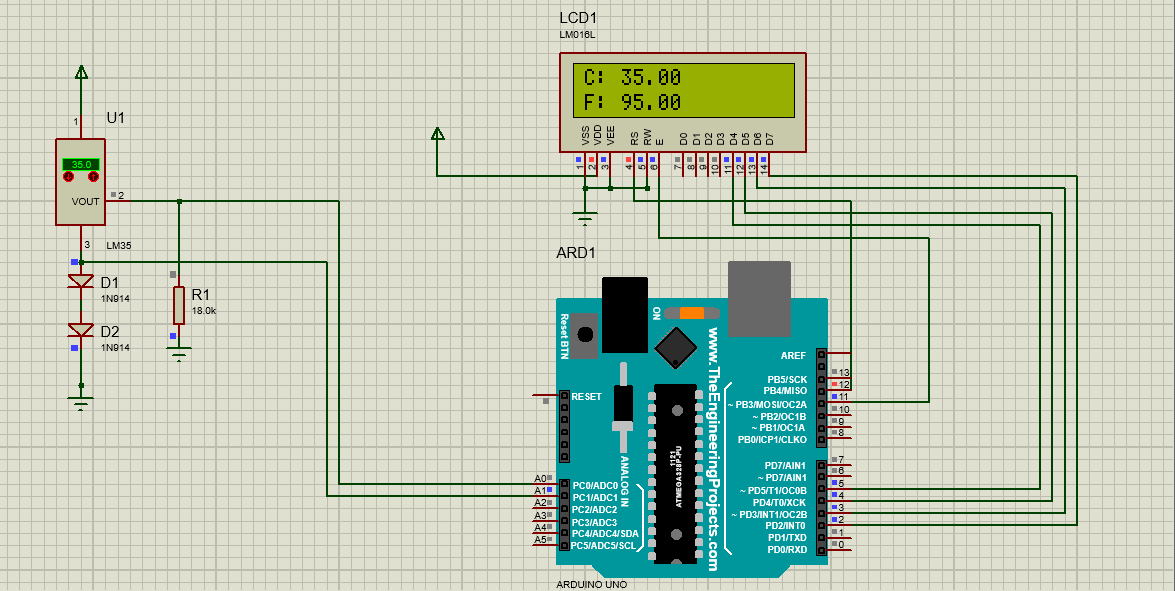 LCD1
LM016L
C: 35.00
F: 95.00
VSS
VDD
VEE
RS
RW
E
D0
D1
D2
D3
D4
D5
D6
D7
1
2
3
4
5
6
7
8
9
10
11
12
13
14
1
U1
35.0
VOUT
2
3
LM35
D1
1N914
D2
1N914
R1
18.0k
ARD1
Reset BTN
ON
www.TheEngineeringProjects.com
1121
ATMEGA328P-PU
ANALOG IN
RESET
A0
PC0/ADC0
A1
PC1/ADC1
A2
PC2/ADC2
A3
PC3/ADC3
A4
PC4/ADC4/SDA
A5
PC5/ADC5/SCL
AREF
PB5/SCK
13
PB4/MISO
12
~ PB3/MOSI/OC2A
11
~ PB2/OC1B
10
~ PB1/OC1A
9
PB0/ICP1/CLKO
8
PD7/AIN1
7
~ PD7/AIN1
6
~ PD5/T1/OC0B
5
PD4/T0/XCK
4
~ PD3/INT1/OC2B
3
PD2/INT0
2
PD1/TXD
1
PD0/RXD
0
ARDUINO UNO